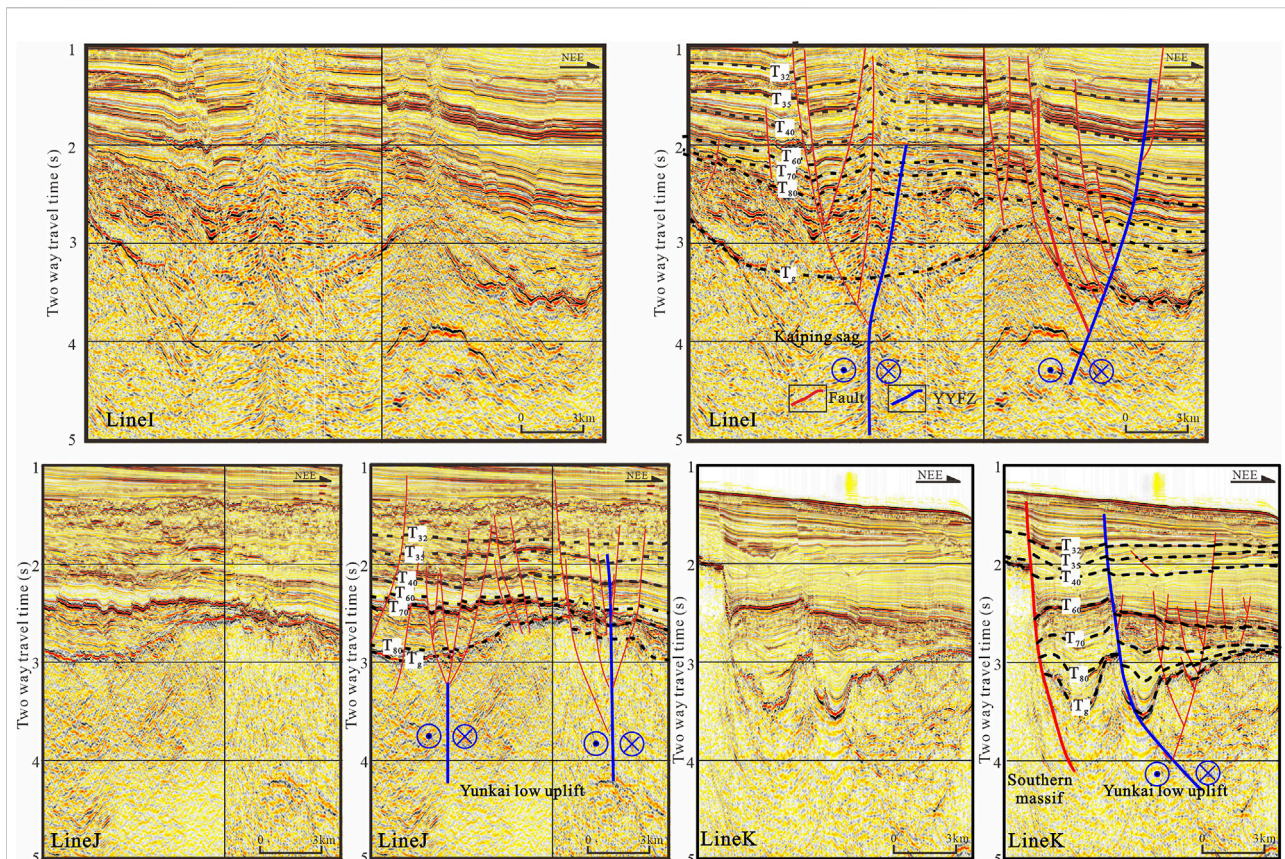 1
2
3
4
5
Two way travel time (s)
NEE
LineI
0 3km
1
2
3
4
5
Two way travel time (s)
NEE
T32
T35
T40
T60
T70
T80
Tg
Kaiping sag
Fault
YYFZ
LineI
0 3km
1
2
3
4
5
Two way travel time (s)
NEE
LineJ
0 3km
1
2
3
4
5
Two way travel time (s)
NEE
T32
T35
T40
T60
T70
T80
Tg
Yunkai low uplift
LineJ
0 3km
1
2
3
4
5
Two way travel time (s)
NEE
LineK
0 3km
1
2
3
4
5
Two way travel time (s)
NEE
T32
T35
T40
T60
T70
T80
Tg
Southern
massif
Yunkai low uplift
LineK
0 3km